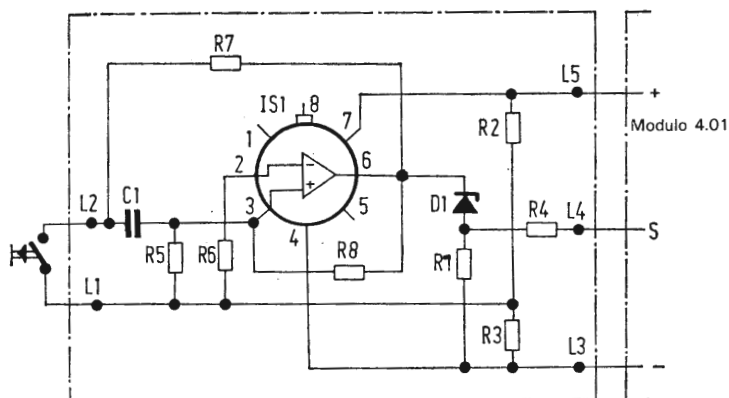 R7
L5
+
IS1
8
7
1
R2
Modulo 4.01
2
6
-
+
C1
L2
3
D1
R4
L4
S
4
5
R5
R6
R8
R1
L1
R3
L3
-